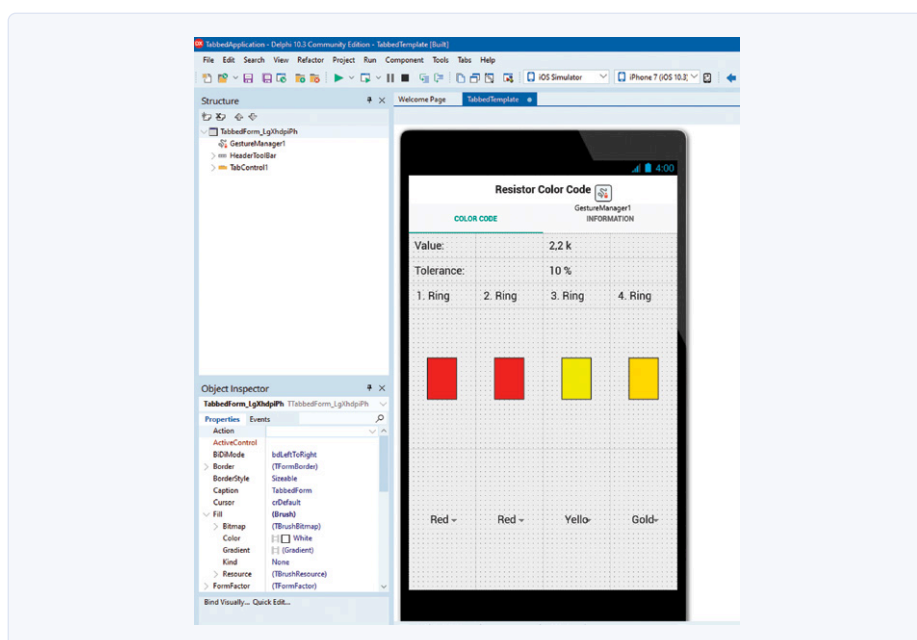 DX TabbedApplication - Delphi 10.3 Community Edition - TabbedTemplate [Built]
File Edit Search View Refactor Project Run Component Tools Tabs Help
iOS Simulator iPhone 7 (iOS 10.3;
Structure
Welcome Page TabbedTemplate
TabbedForm_LgXhdpiPh
GestureManager1
HeaderToolBar
TabControl1
4:00
Resistor Color Code
GestureManager1
COLOR CODE INFORMATION
Value: 2,2 k
Tolerance: 10 %
1. Ring 2. Ring 3. Ring 4. Ring
Red Red Yello Gold
Object Inspector
TabbedForm_LgXhdpiPh TTabbedForm_LgXhdpiPh
Properties Events
Action
ActiveControl
BiDiMode bdLeftToRight
Border (TFormBorder)
BorderStyle Sizeable
Caption TabbedForm
Cursor crDefault
Fill (Brush)
Bitmap (TBrushBitmap)
Color White
Gradient (Gradient)
Kind None
Resource (TBrushResource)
FormFactor (TFormFactor)
Bind Visually... Quick Edit...